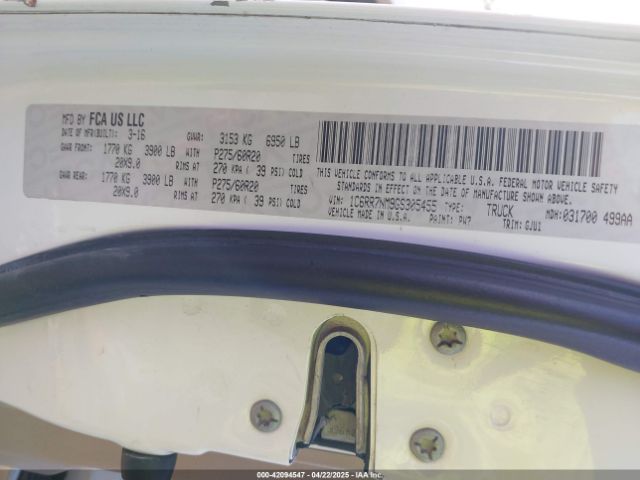 MFD BY FCA US LLC
DATE OF MFR(BUILT): 3-16 GVWR: 3153 KG 6950 LB
GAWR FRONT: 1770 KG 3900 LB WITH P275/60R20 TIRES
20X9.0 RIMS AT 270 KPA ( 39 PSI) COLD
GAWR REAR: 1770 KG 3900 LB WITH P275/60R20 TIRES
20X9.0 RIMS AT 270 KPA ( 39 PSI) COLD
THIS VEHICLE CONFORMS TO ALL APPLICABLE U.S.A. FEDERAL MOTOR VEHICLE SAFETY
STANDARDS IN EFFECT ON THE DATE OF MANUFACTURE SHOWN ABOVE.
VIN: 1C6RR7NM9GS305455 TYPE: TRUCK MDH: 031700 499AA
VEHICLE MADE IN U.S.A. PAINT: PW7 TRIM: GJU1
000-42094547 - 04/22/2025 - IAAI.COM